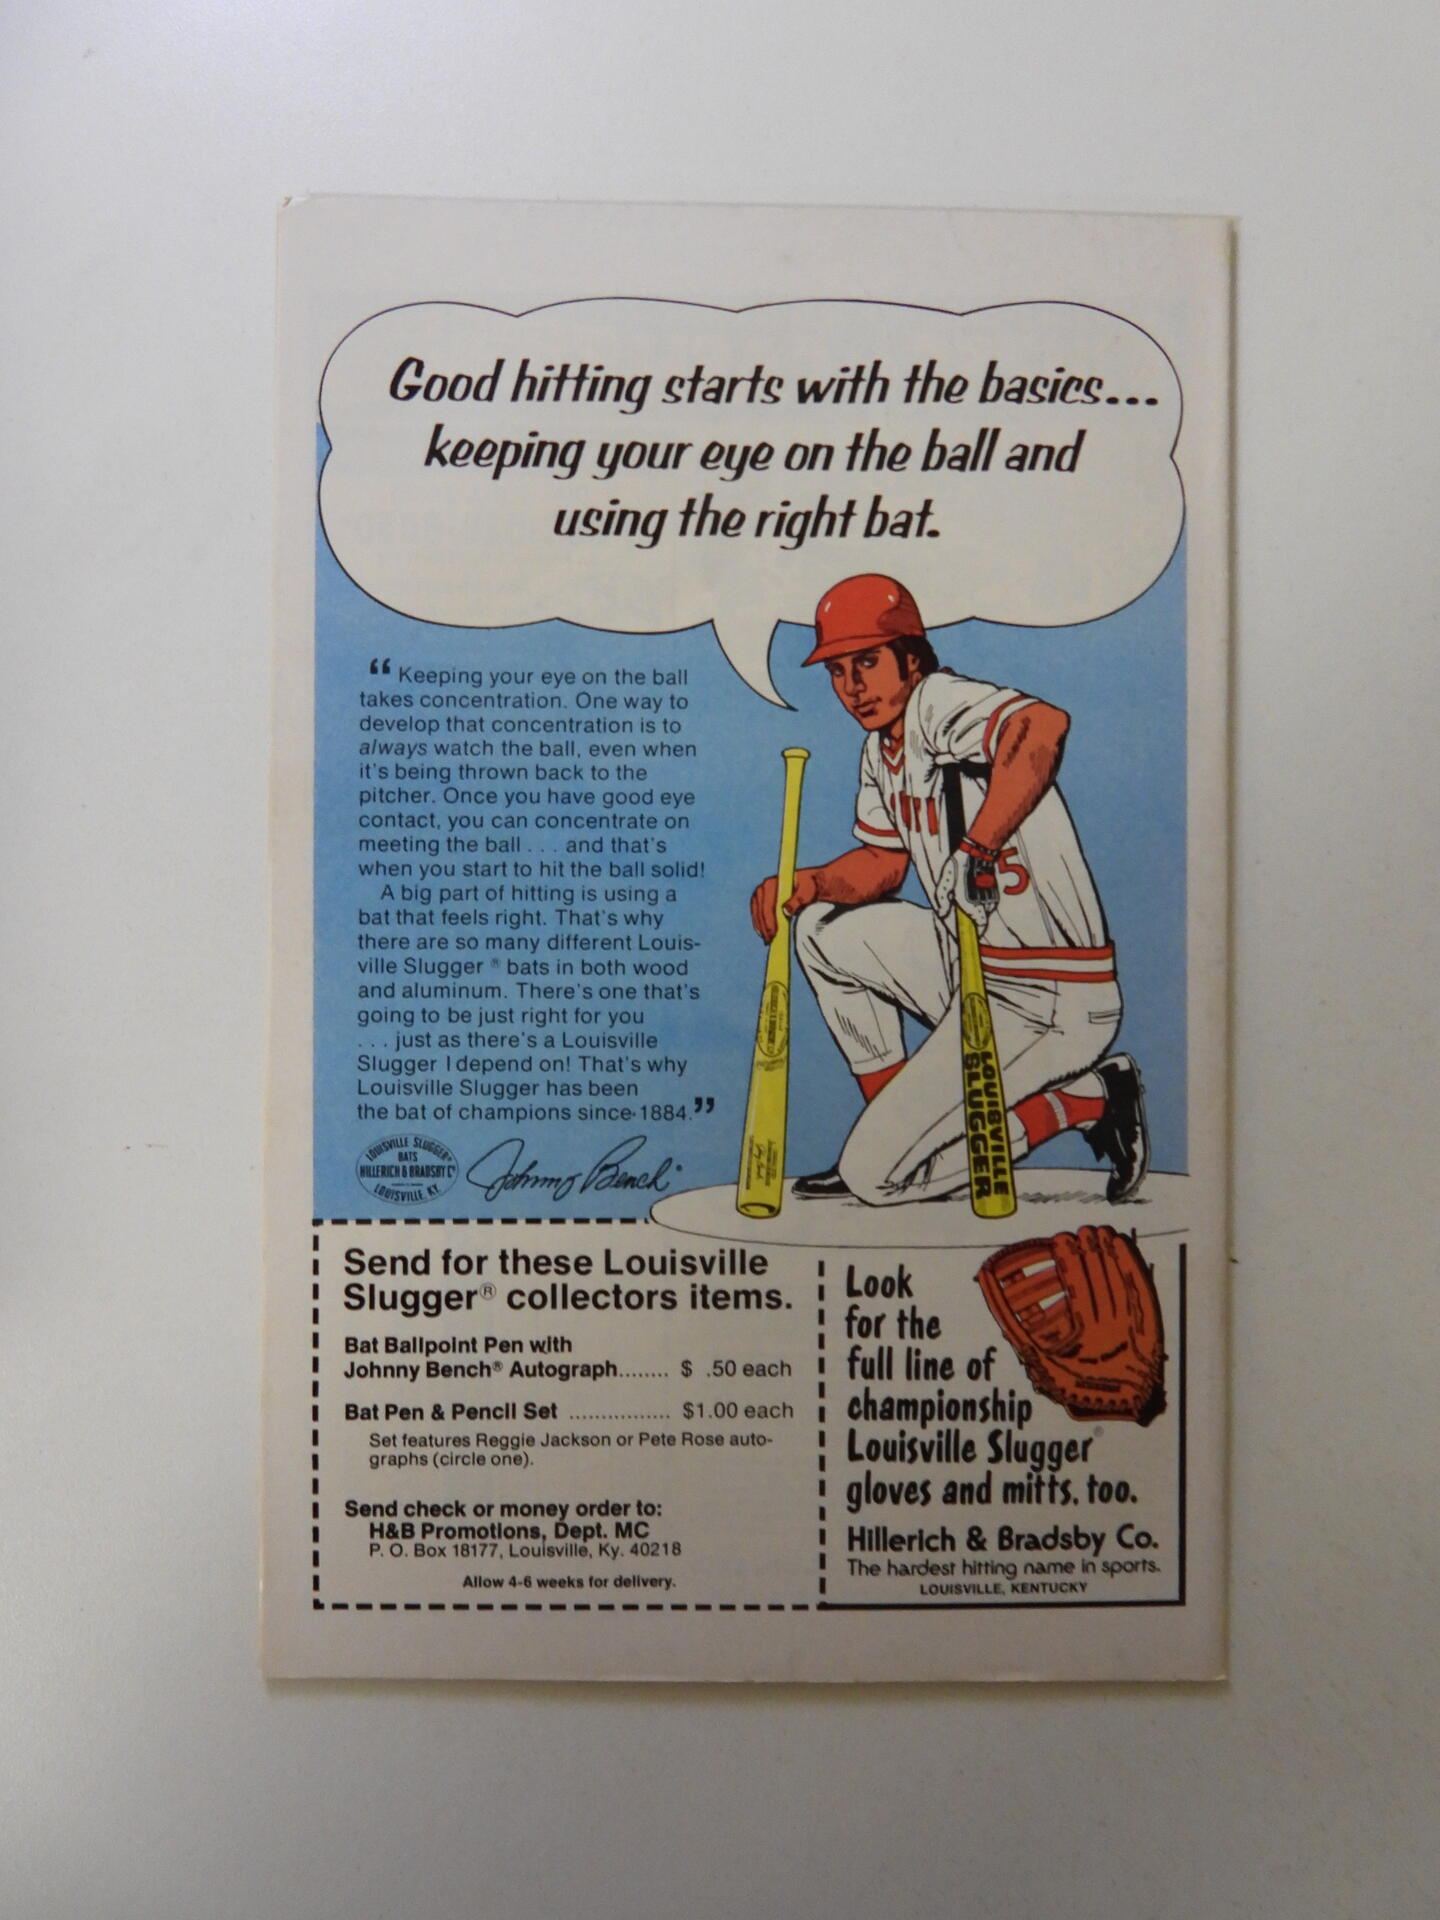 Good hitting starts with the basics...
keeping your eye on the ball and
using the right bat.
“Keeping your eye on the ball
takes concentration. One way to
develop that concentration is to
always watch the ball, even when
it's being thrown back to the
pitcher. Once you have good eye
contact, you can concentrate on
meeting the ball . . . and that's
when you start to hit the ball solid!
A big part of hitting is using a
bat that feels right. That's why
there are so many different Louis-
ville Slugger® bats in both wood
and aluminum. There's one that's
going to be just right for you
. . . just as there's a Louisville
Slugger I depend on! That's why
Louisville Slugger has been
the bat of champions since 1884.”
LOUISVILLE SLUGGER®
BATS
HILLERICH & BRADSBY Co
LOUISVILLE, KY.
Johnny Bench
5
LOUISVILLE
SLUGGER
Send for these Louisville
Slugger® collectors items.
Bat Ballpoint Pen with
Johnny Bench® Autograph........ $ .50 each
Bat Pen & Pencil Set ................ $1.00 each
Set features Reggie Jackson or Pete Rose auto-
graphs (circle one).
Send check or money order to:
H&B Promotions, Dept. MC
P. O. Box 18177, Louisville, Ky. 40218
Allow 4-6 weeks for delivery.
Look
for the
full line of
championship
Louisville Slugger®
gloves and mitts, too.
Hillerich & Bradsby Co.
The hardest hitting name in sports.
LOUISVILLE, KENTUCKY